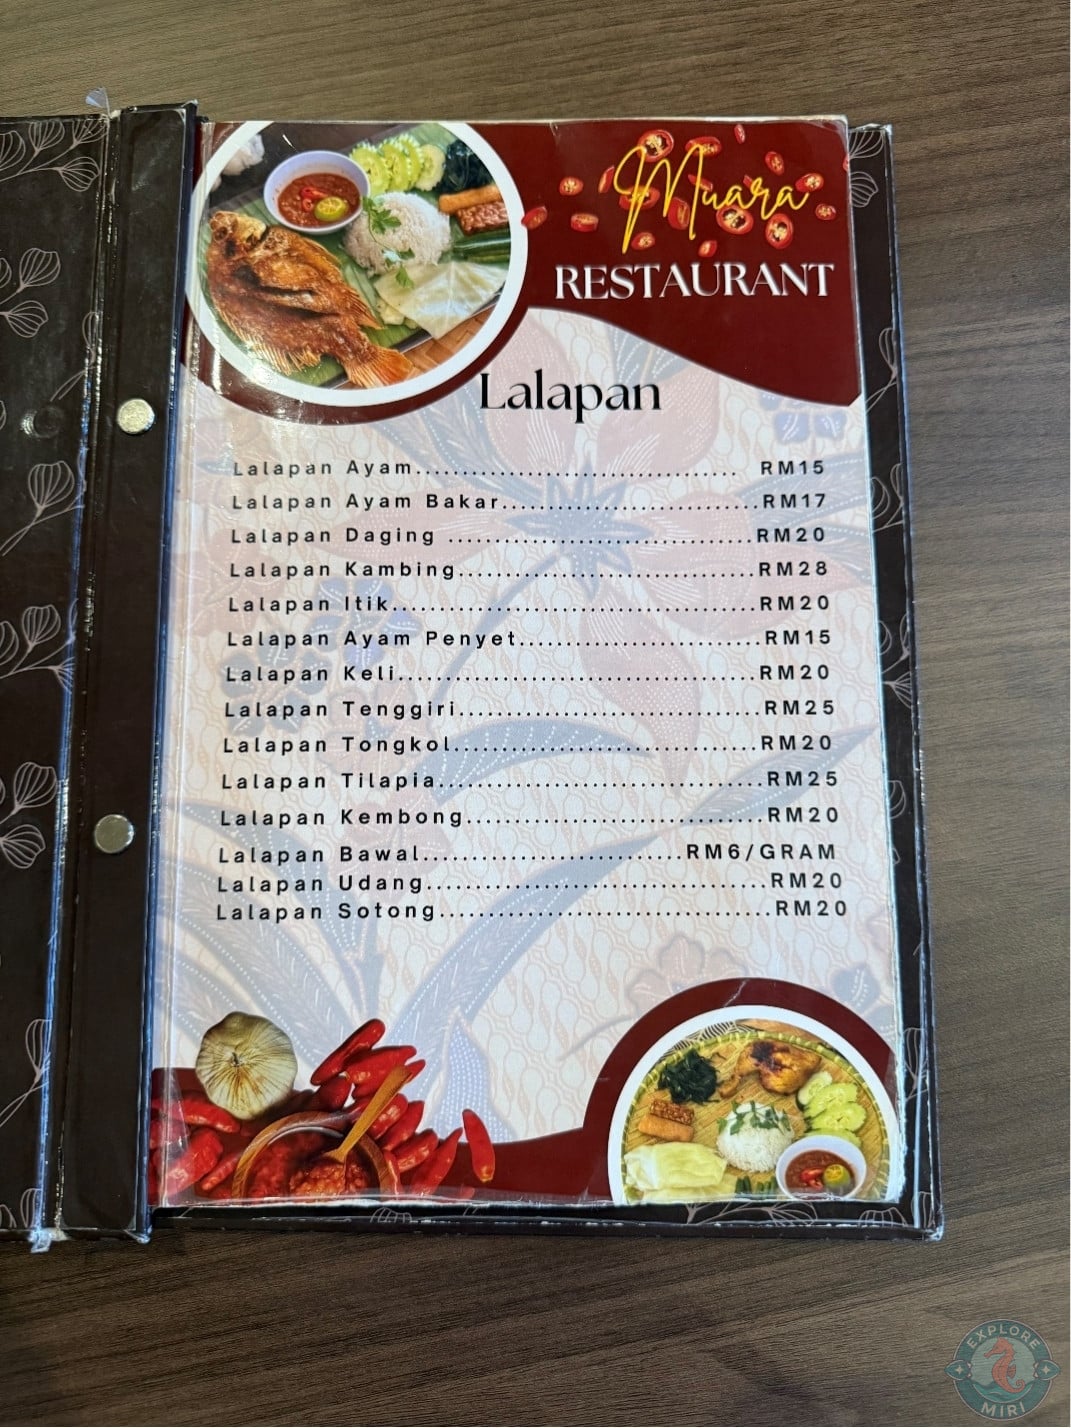 Muara
RESTAURANT
Lalapan
Lalapan Ayam.................................. RM15
Lalapan Ayam Bakar............................RM17
Lalapan Daging ................................RM20
Lalapan Kambing...............................RM28
Lalapan Itik......................................RM20
Lalapan Ayam Penyet..........................RM15
Lalapan Keli.....................................RM20
Lalapan Tenggiri................................RM25
Lalapan Tongkol................................RM20
Lalapan Tilapia..................................RM25
Lalapan Kembong...............................RM20
Lalapan Bawal...........................RM6/GRAM
Lalapan Udang...................................RM20
Lalapan Sotong..................................RM20
EXPLORE
MIRI